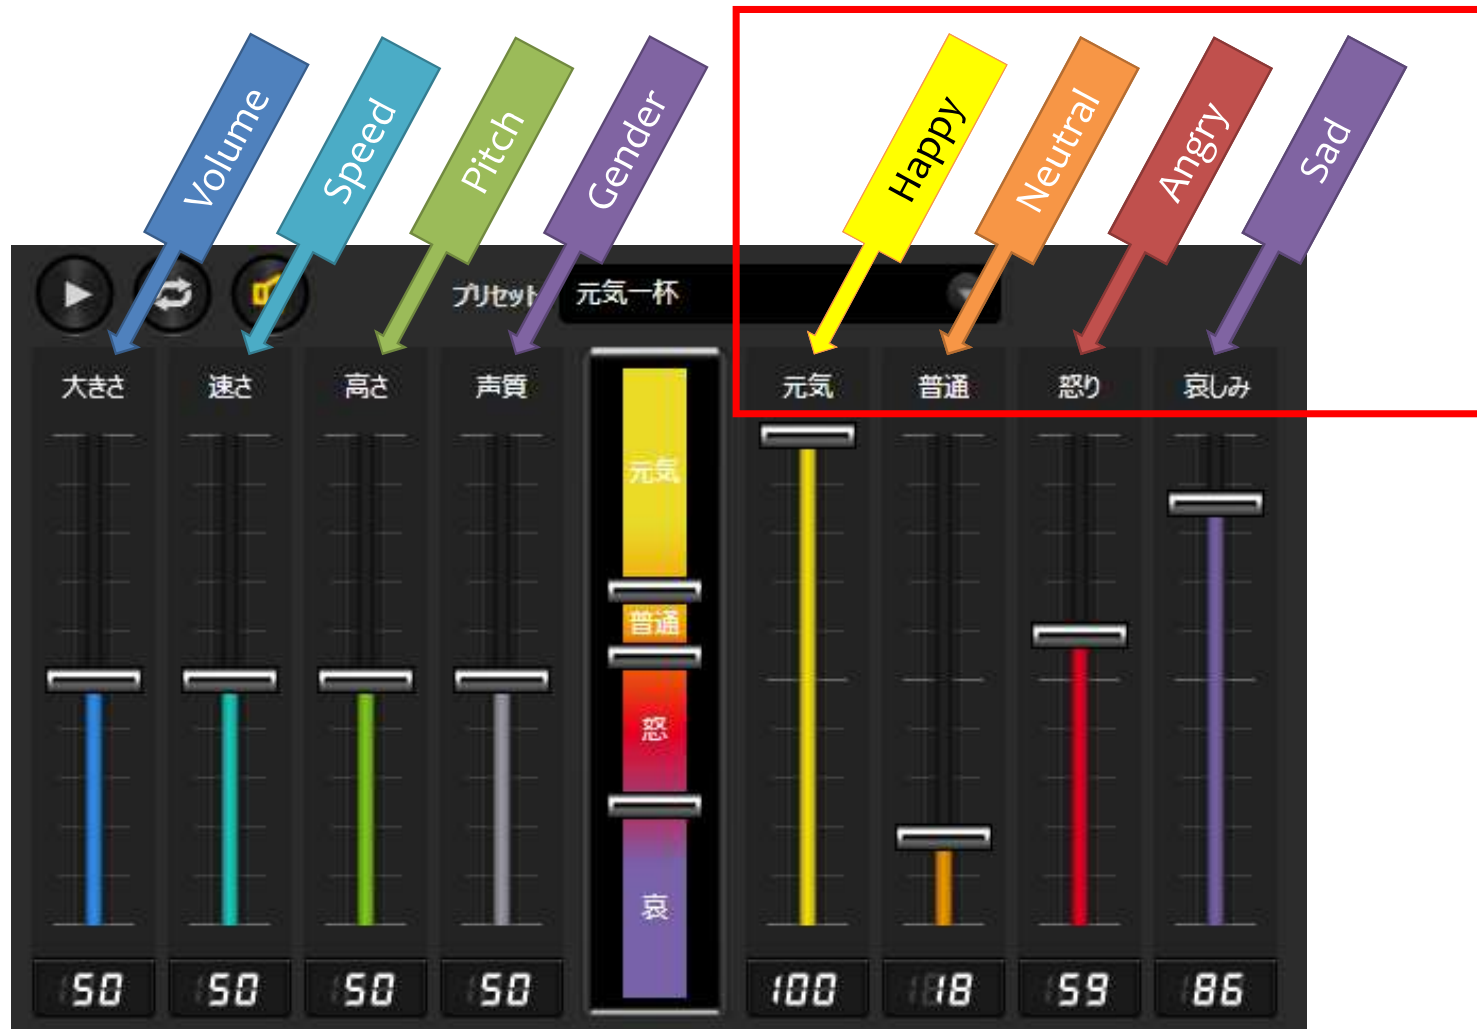 Volume
Speed
Pitch
Gender
Happy
Neutral
Angry
Sad
プリセット 元気一杯
大きさ 速さ 高さ 声質 元気 普通 怒り 哀しみ
元気
普通
怒
哀
50 50 50 50 100 18 59 86